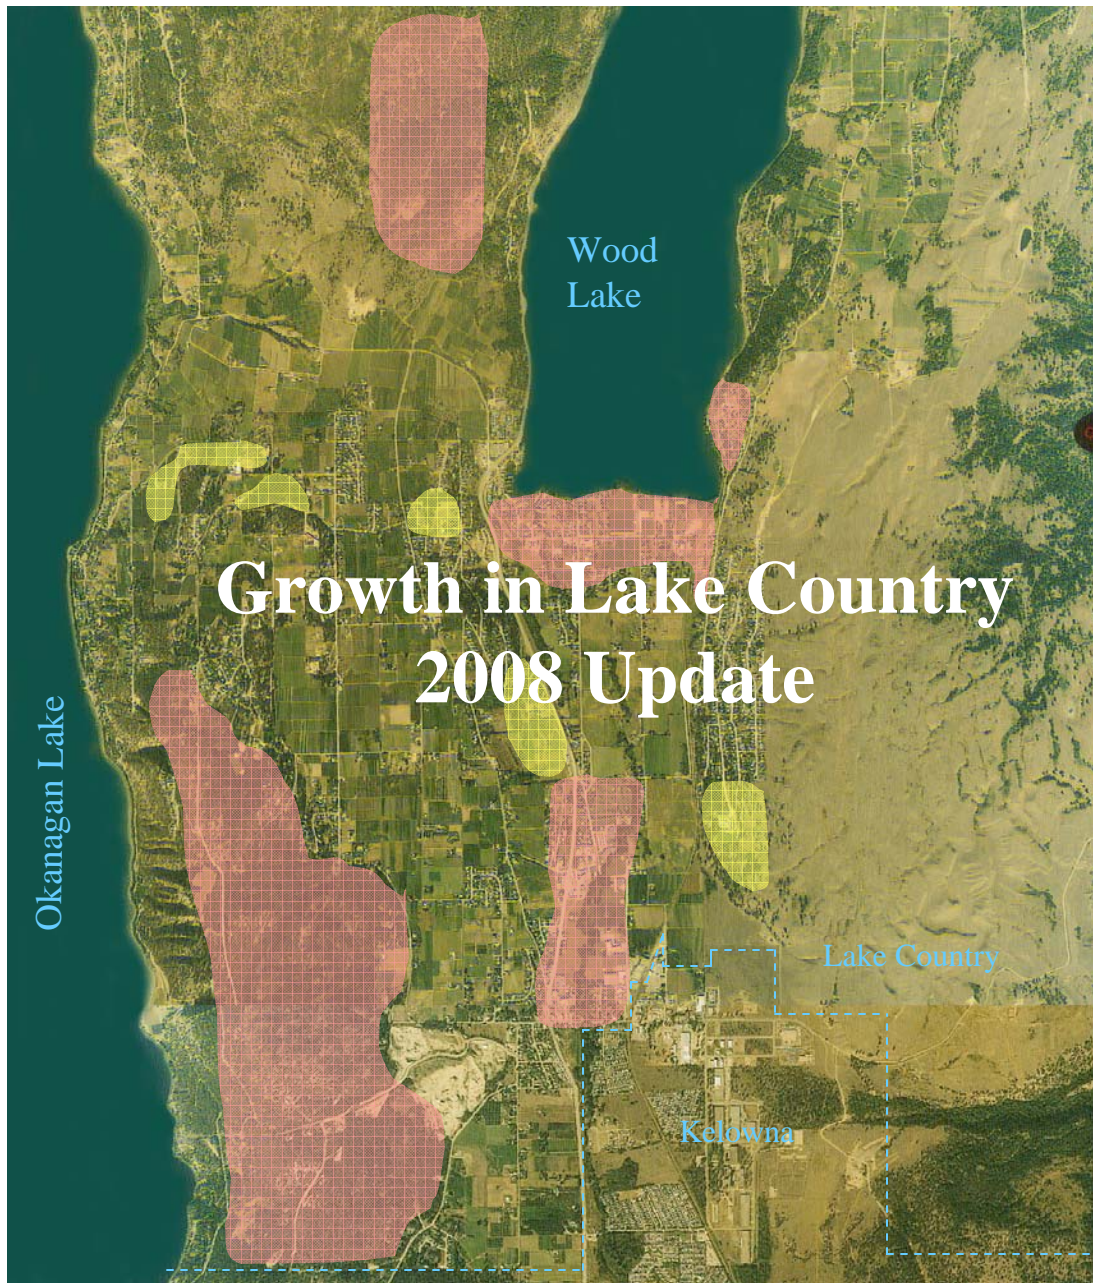 Wood
Lake
Growth in Lake Country
2008 Update
Okanagan Lake
Lake Country
Kelowna